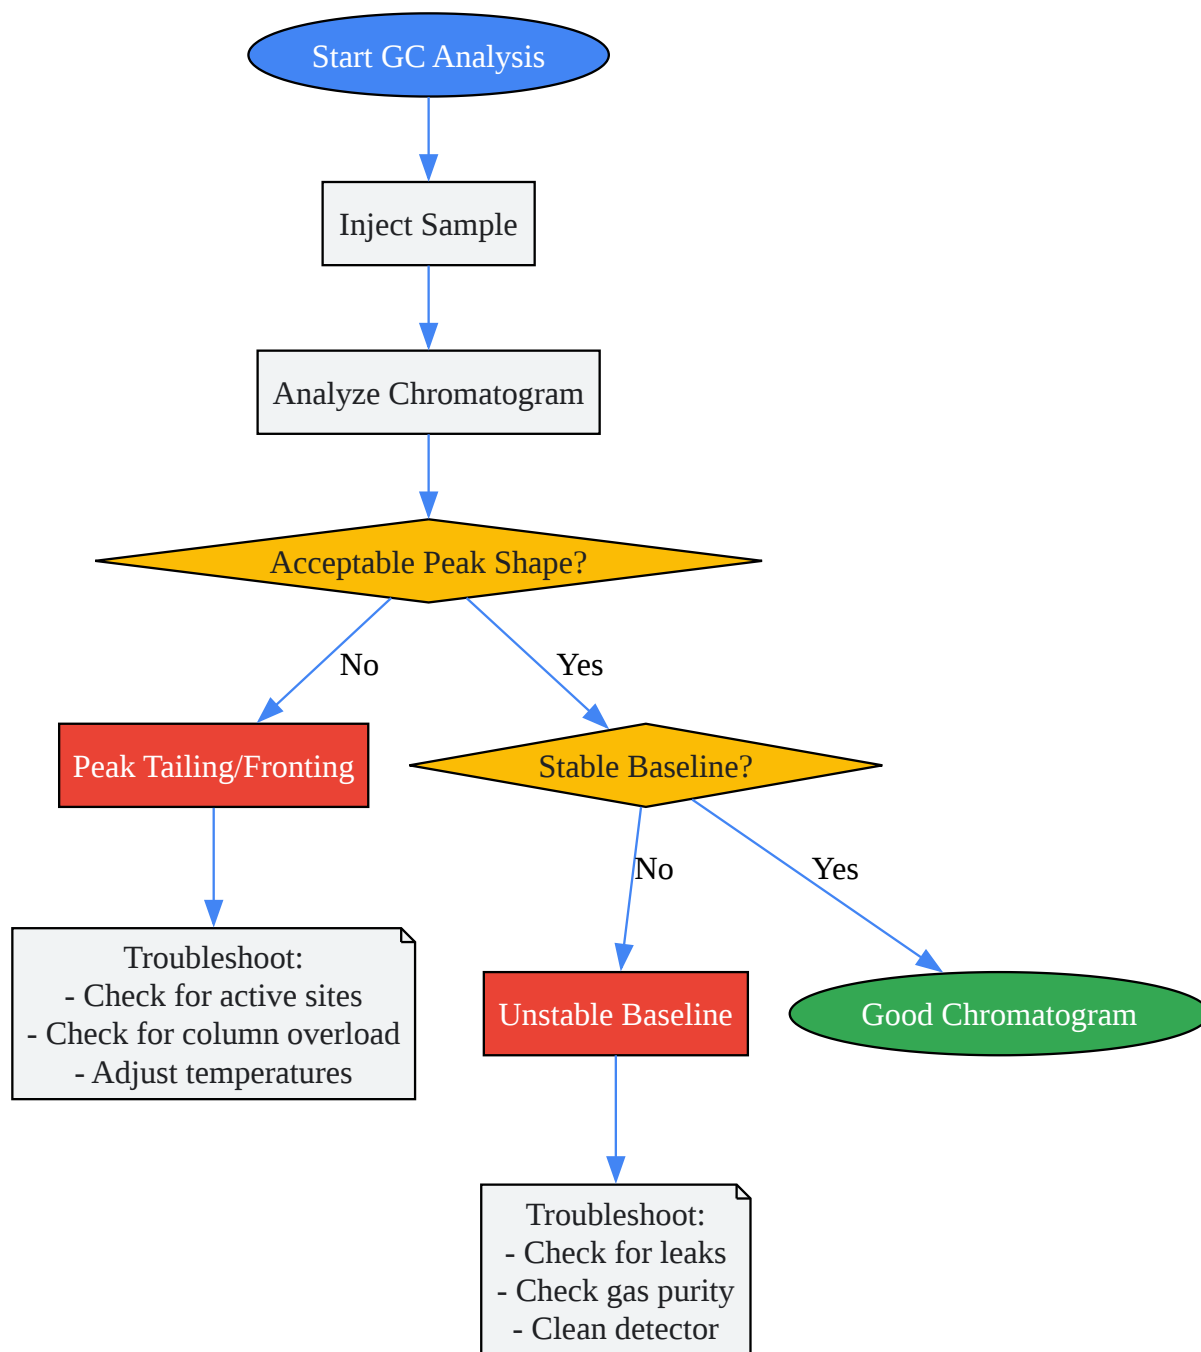 Start GC Analysis
Inject Sample
Analyze Chromatogram
Acceptable Peak Shape?
No
Yes
Peak Tailing/Fronting
Stable Baseline?
No
Yes
Troubleshoot:
- Check for active sites
- Check for column overload
- Adjust temperatures
Unstable Baseline
Good Chromatogram
Troubleshoot:
- Check for leaks
- Check gas purity
- Clean detector